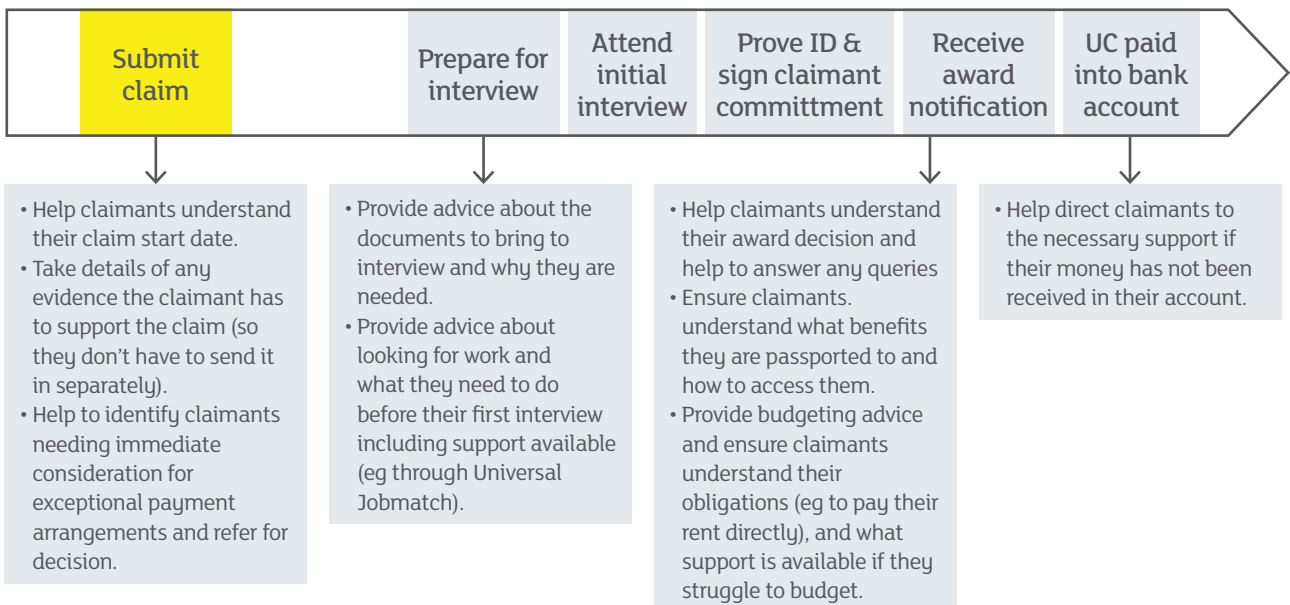 Submit
claim
Prepare for
interview
Attend
initial
interview
Prove ID &
sign claimant
committment
Receive
award
notification
UC paid
into bank
account
• Help claimants understand
their claim start date.
• Take details of any
evidence the claimant has
to support the claim (so
they don’t have to send it
in separately).
• Help to identify claimants
needing immediate
consideration for
exceptional payment
arrangements and refer for
decision.
• Provide advice about the
documents to bring to
interview and why they are
needed.
• Provide advice about
looking for work and
what they need to do
before their first interview
including support available
(eg through Universal
Jobmatch).
• Help claimants understand
their award decision and
help to answer any queries
• Ensure claimants.
understand what benefits
they are passported to and
how to access them.
• Provide budgeting advice
and ensure claimants
understand their
obligations (eg to pay their
rent directly), and what
support is available if they
struggle to budget.
• Help direct claimants to
the necessary support if
their money has not been
received in their account.